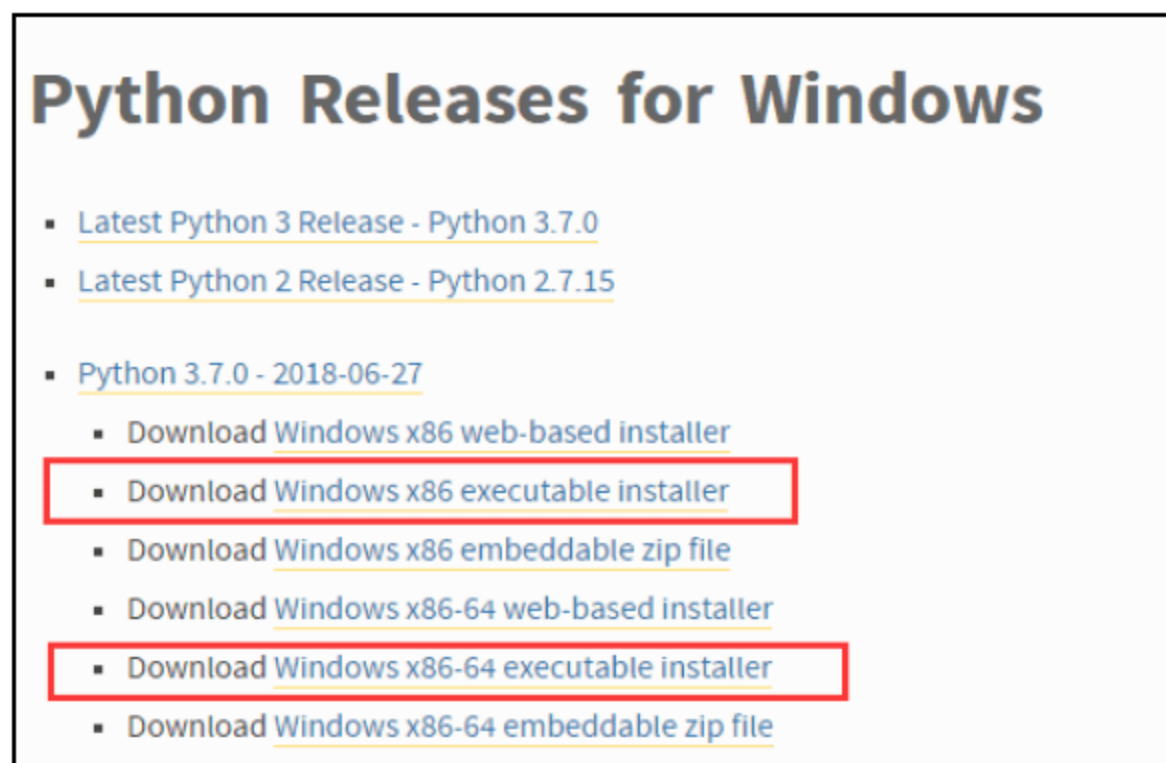 Python Releases for Windows
Latest Python 3 Release - Python 3.7.0
Latest Python 2 Release - Python 2.7.15
Python 3.7.0 - 2018-06-27
Download Windows x86 web-based installer
Download Windows x86 executable installer
Download Windows x86 embeddable zip file
Download Windows x86-64 web-based installer
Download Windows x86-64 executable installer
Download Windows x86-64 embeddable zip file